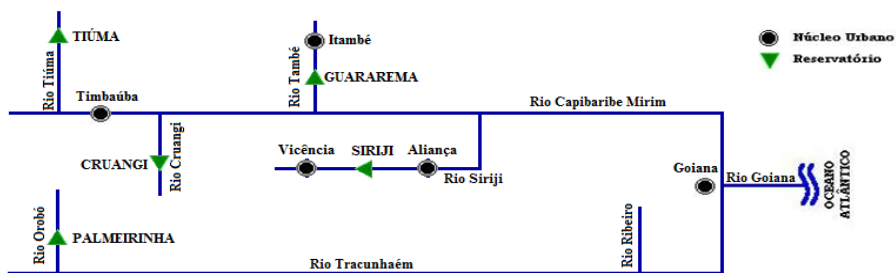 TIÚMA
Rio Tiúma
Timbaúba
Itambé
Rio També
GUARAREMA
Núcleo Urbano
Reservatório
Rio Capibaribe Mirim
CRUANGI
Rio Cruangi
Vicência
SIRIJI
Aliança
Rio Siriji
Goiana
Rio Goiana
OCEANO
ATLÂNTICO
Rio Orobó
PALMEIRINHA
Rio Ribeiro
Rio Tracunhaém